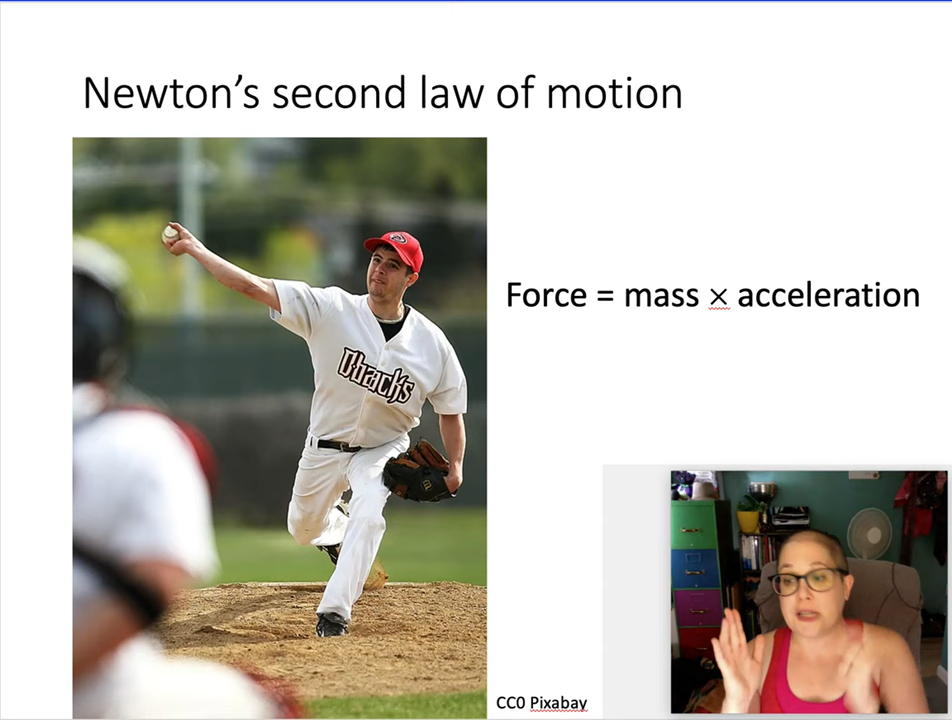 Newton's second law of motion
Dbacks
Force = mass × acceleration
CC0 Pixabay